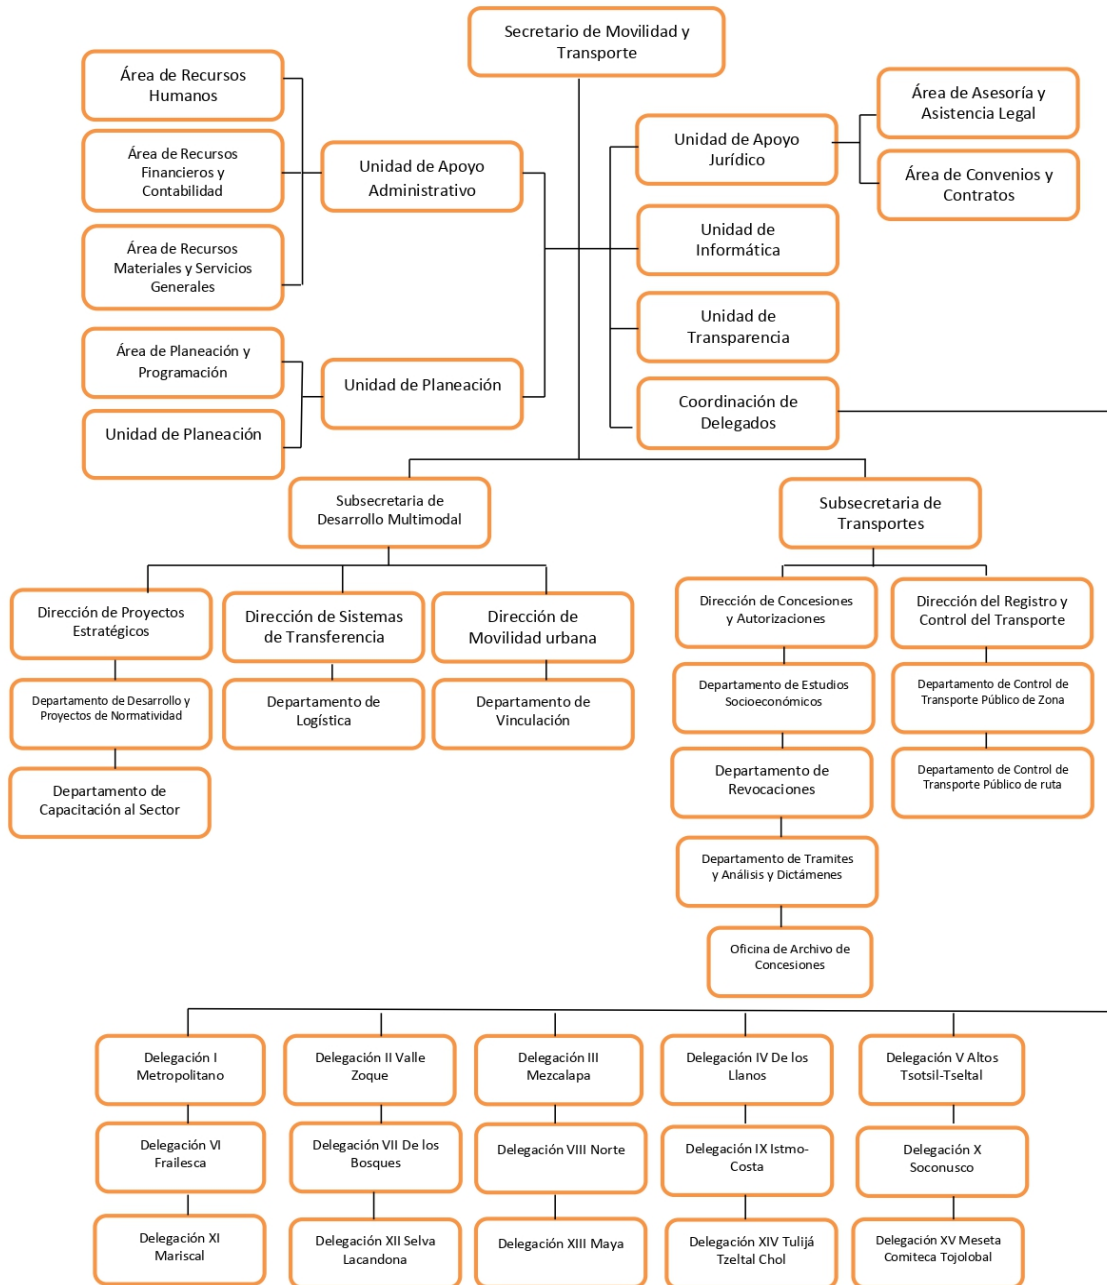 Secretario de Movilidad y
Transporte
Área de Recursos
Humanos
Área de Recursos
Financieros y
Contabilidad
Área de Recursos
Materiales y Servicios
Generales
Unidad de Apoyo
Administrativo
Área de Planeación y
Programación
Unidad de Planeación
Unidad de Planeación
Unidad de Apoyo
Jurídico
Área de Asesoría y
Asistencia Legal
Área de Convenios y
Contratos
Unidad de
Informática
Unidad de
Transparencia
Coordinación de
Delegados
Subsecretaria de
Desarrollo Multimodal
Subsecretaria de
Transportes
Dirección de Proyectos
Estratégicos
Dirección de Sistemas
de Transferencia
Dirección de
Movilidad urbana
Dirección de Concesiones
y Autorizaciones
Dirección del Registro y
Control del Transporte
Departamento de Desarrollo y
Proyectos de Normatividad
Departamento de
Logística
Departamento de
Vinculación
Departamento de Estudios
Socioeconómicos
Departamento de Control de
Transporte Público de Zona
Departamento de
Capacitación al Sector
Departamento de
Revocaciones
Departamento de Control de
Transporte Público de ruta
Departamento de Tramites
y Análisis y Dictámenes
Oficina de Archivo de
Concesiones
Delegación I
Metropolitano
Delegación II Valle
Zoque
Delegación III
Mezcalapa
Delegación IV De los
Llanos
Delegación V Altos
Tsotsil-Tseltal
Delegación VI
Frailesca
Delegación VII De los
Bosques
Delegación VIII Norte
Delegación IX Istmo-
Costa
Delegación X
Soconusco
Delegación XI
Mariscal
Delegación XII Selva
Lacandona
Delegación XIII Maya
Delegación XIV Tulijá
Tzeltal Chol
Delegación XV Meseta
Comiteca Tojolobal